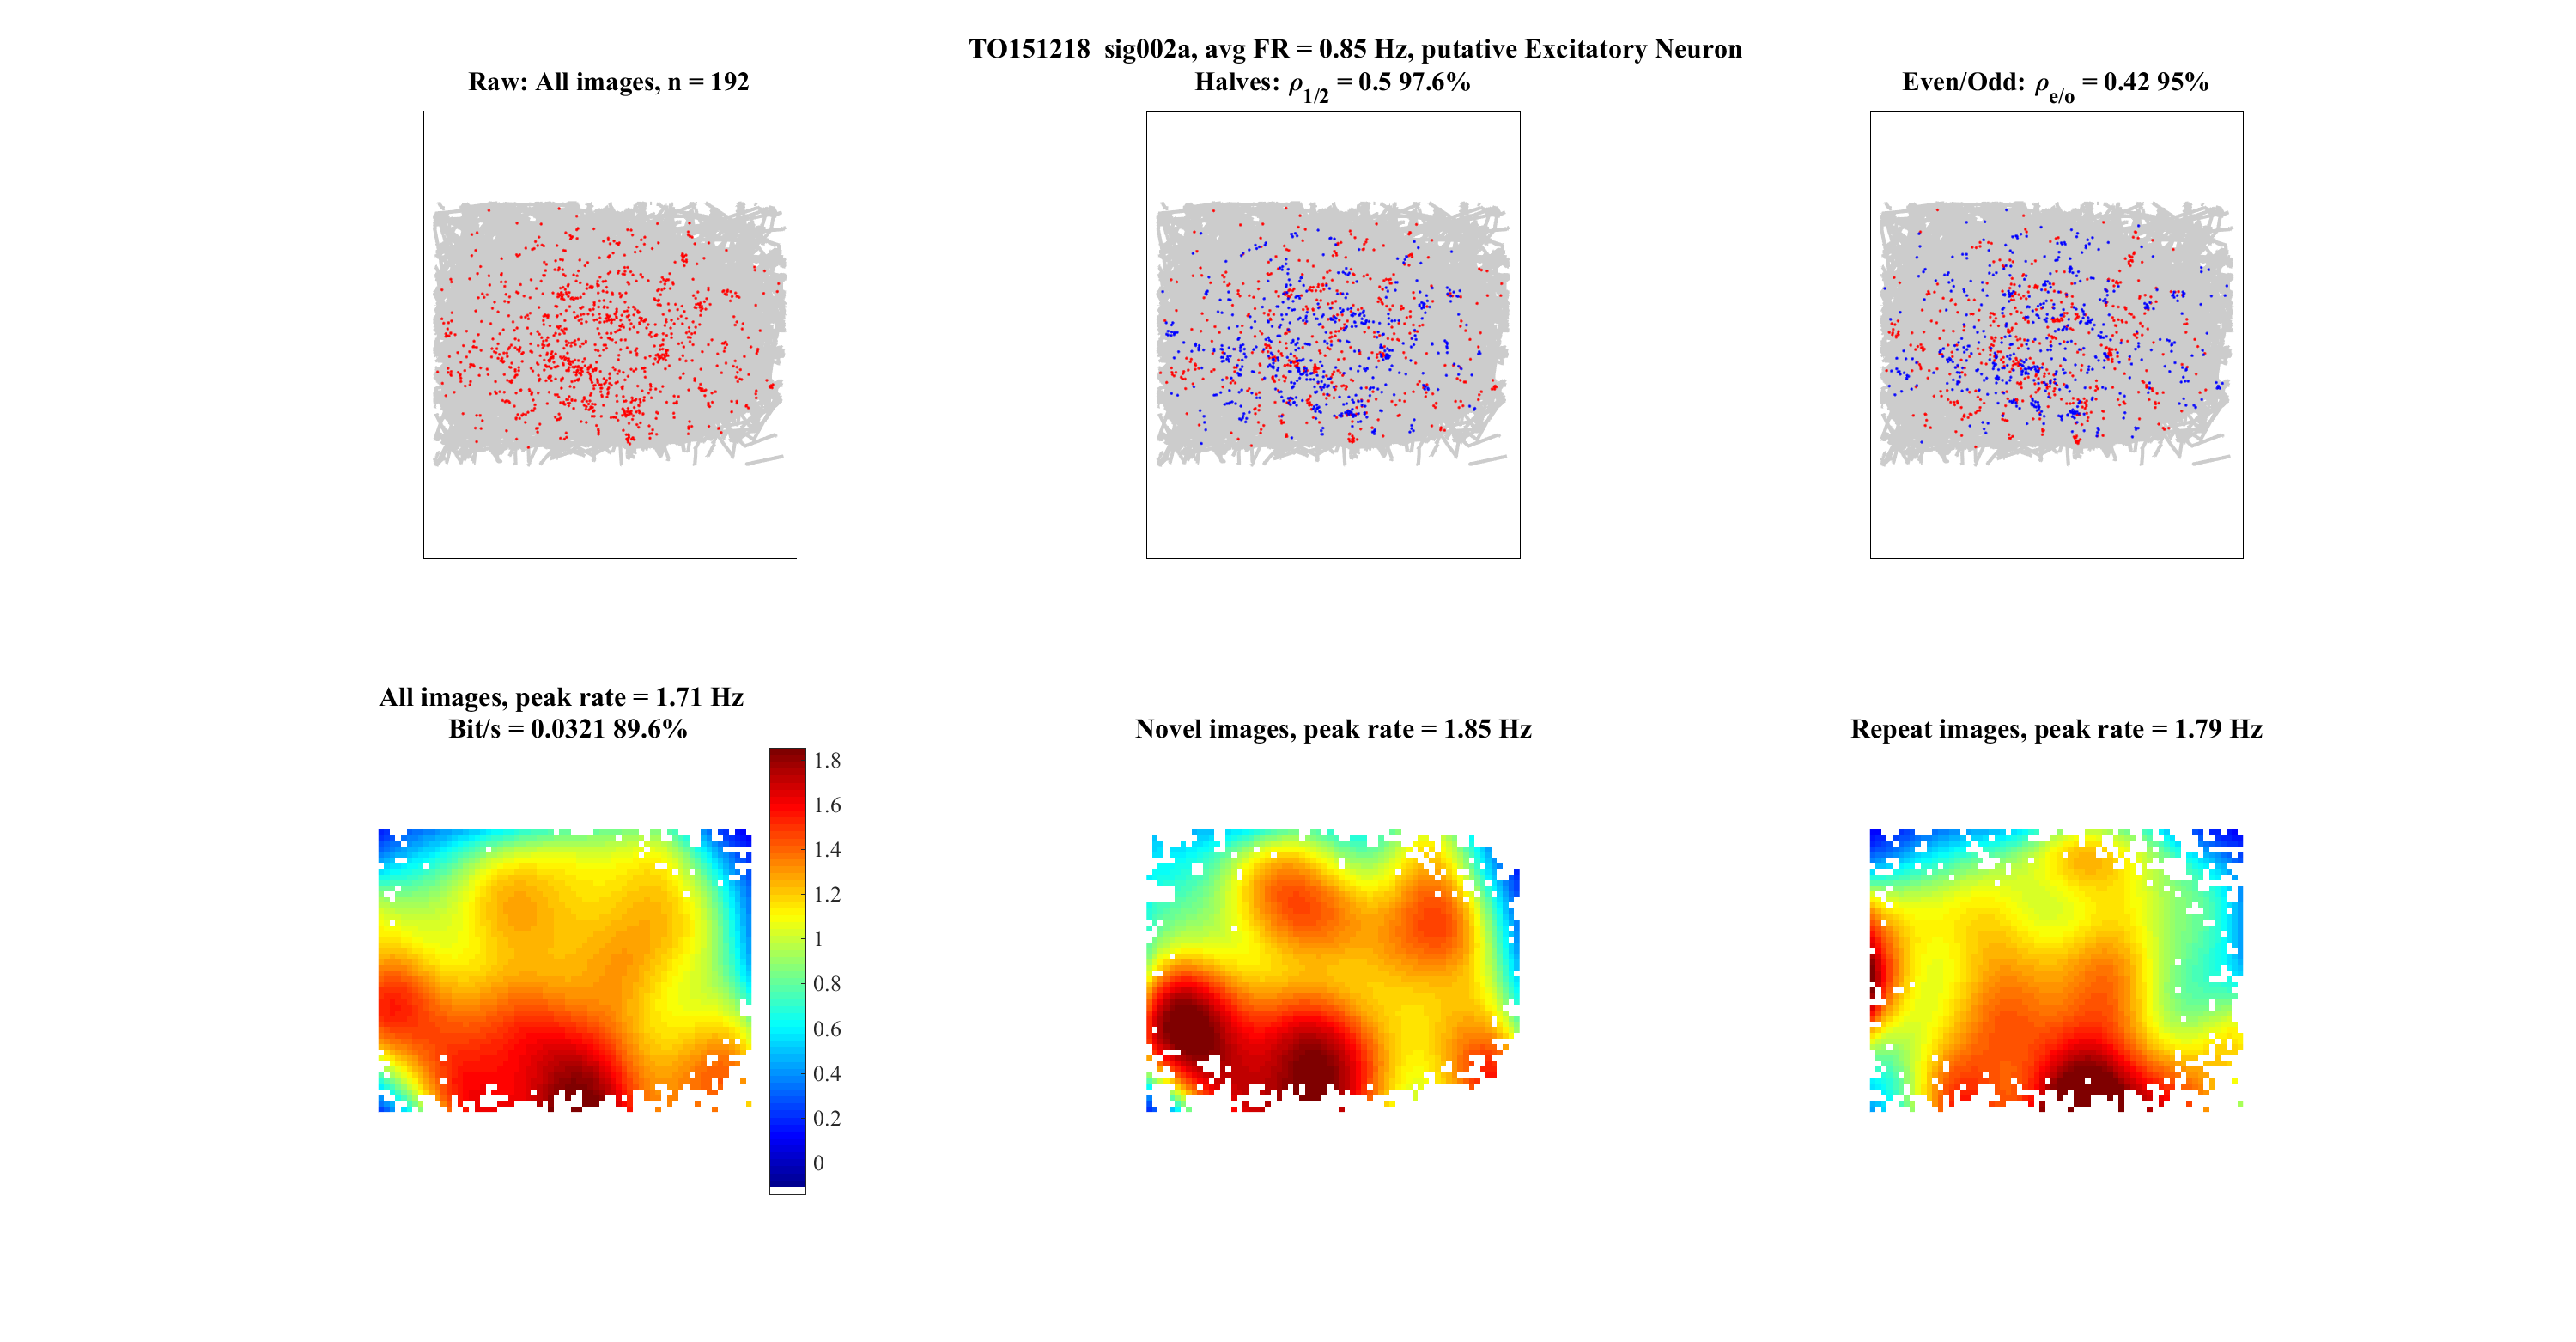 TO151218  sig002a, avg FR = 0.85 Hz, putative Excitatory Neuron
Raw: All images, n = 192
Halves: ρ1/2 = 0.5 97.6%
Even/Odd: ρe/o = 0.42 95%
All images, peak rate = 1.71 Hz
Bit/s = 0.0321 89.6%
Novel images, peak rate = 1.85 Hz
Repeat images, peak rate = 1.79 Hz
1.8
1.6
1.4
1.2
1
0.8
0.6
0.4
0.2
0